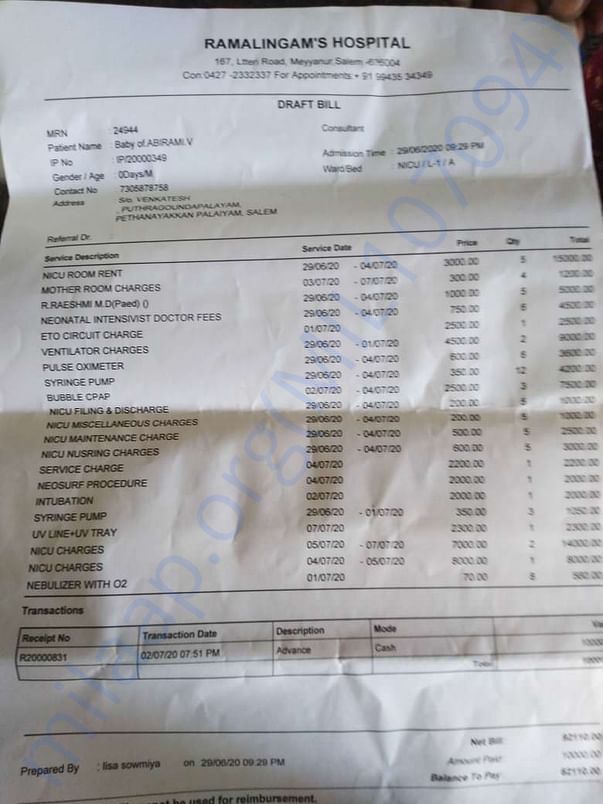 RAMALINGAM'S HOSPITAL
167, Litteri Road, Meyyanur, Salem -636004
Con:0427 -2332337 For Appointments:+ 91 99435 34349
DRAFT BILL
MRN : 24944 Consultant
Patient Name : Baby of.ABIRAMI.V Admission Time : 29/06/2020 09:29 PM
IP No : IP/20000349 Ward/Bed : NICU / L-1 / A
Gender / Age : 0Days/M
Contact No 7305878758
Address S/o. VENKATESH
, PUTHRAGOUNDAPALAYAM,
PETHANAYAKKAN PALAIYAM, SALEM
Referral Dr. :
Service Description Service Date Price Qty Total
NICU ROOM RENT 29/06/20 - 04/07/20 3000.00 5 15000.00
MOTHER ROOM CHARGES 03/07/20 - 07/07/20 300.00 4 1200.00
R.RAESHMI M.D(Paed) () 29/06/20 - 04/07/20 1000.00 5 5000.00
NEONATAL INTENSIVIST DOCTOR FEES 29/06/20 - 04/07/20 750.00 6 4500.00
ETO CIRCUIT CHARGE 01/07/20 2500.00 1 2500.00
VENTILATOR CHARGES 29/06/20 - 01/07/20 4500.00 2 9000.00
PULSE OXIMETER 29/06/20 - 04/07/20 600.00 6 3600.00
SYRINGE PUMP 29/06/20 - 04/07/20 350.00 12 4200.00
BUBBLE CPAP 02/07/20 - 04/07/20 2500.00 3 7500.00
NICU FILING & DISCHARGE 29/06/20 - 04/07/20 200.00 5 1000.00
NICU MISCELLANEOUS CHARGES 29/06/20 - 04/07/20 200.00 5 1000.00
NICU MAINTENANCE CHARGE 29/06/20 - 04/07/20 500.00 5 2500.00
NICU NUSRING CHARGES 29/06/20 - 04/07/20 600.00 5 3000.00
SERVICE CHARGE 04/07/20 2200.00 1 2200.00
NEOSURF PROCEDURE 04/07/20 2000.00 1 2000.00
INTUBATION 02/07/20 2000.00 1 2000.00
SYRINGE PUMP 29/06/20 - 01/07/20 350.00 3 1050.00
UV LINE+UV TRAY 07/07/20 2300.00 1 2300.00
NICU CHARGES 05/07/20 - 07/07/20 7000.00 2 14000.00
NICU CHARGES 04/07/20 - 05/07/20 8000.00 1 8000.00
NEBULIZER WITH O2 01/07/20 70.00 8 560.00
Transactions
Receipt No Transaction Date Description Mode Va
R20000831 02/07/20 07:51 PM Advance Cash 10000
Total 10000
Net Bill: 92110.00
Amount Paid: 10000.00
Prepared By : lisa sowmiya on 29/06/20 09:29 PM Balance To Pay: 82110.00
be used for reimbursement.
milaap.org(MIL1070941